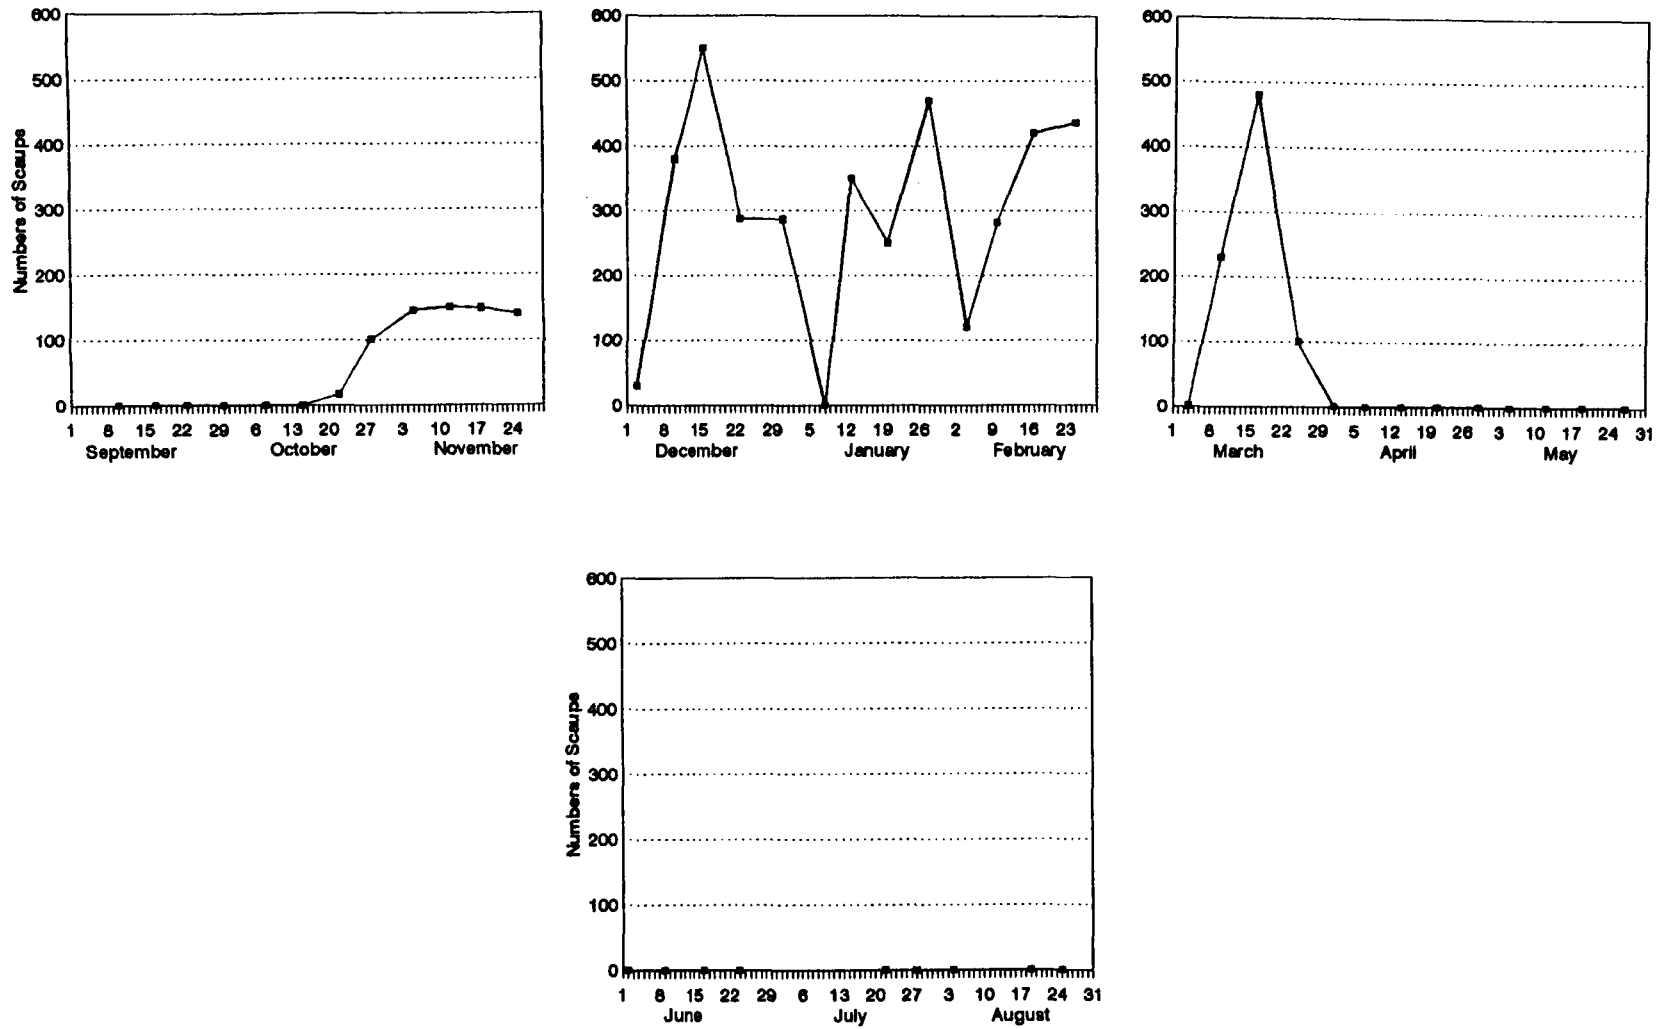 600
500
400
300
200
100
0
Numbers of Scaups
1 8 15 22 29 6 13 20 27 3 10 17 24
September October November
600
500
400
300
200
100
0
1 8 15 22 29 5 12 19 26 2 9 16 23
December January February
600
500
400
300
200
100
0
1 8 15 22 29 5 12 19 26 3 10 17 24 31
March April May
600
500
400
300
200
100
0
Numbers of Scaups
1 8 15 22 29 6 13 20 27 3 10 17 24 31
June July August